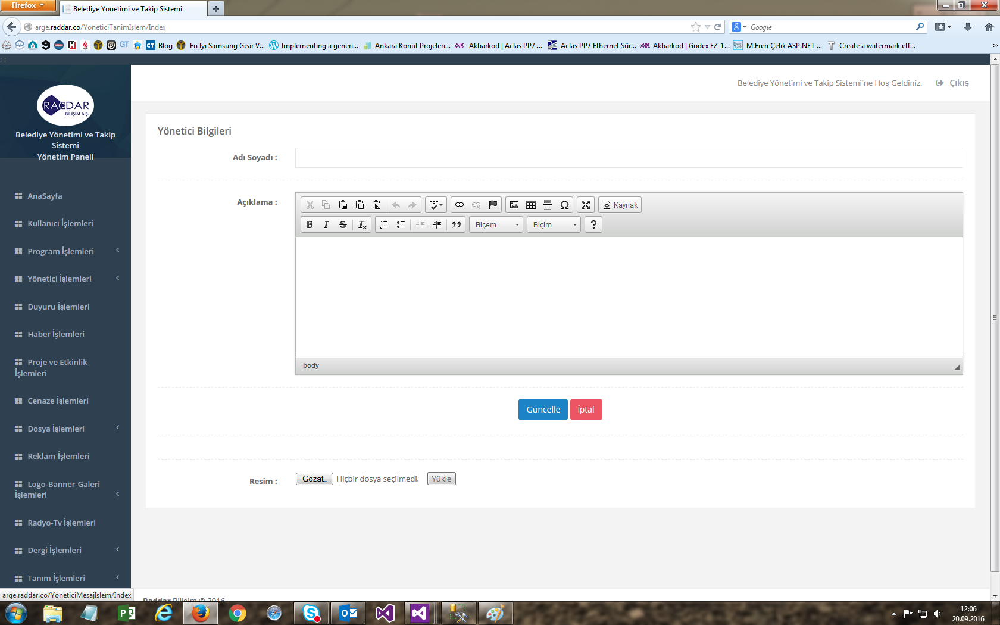 Firefox
Belediye Yönetimi ve Takip Sistemi
arge.raddar.co/YoneticiTanimIslem/Index
Google
GT
CT Blog
En İyi Samsung Gear V...
Implementing a generi...
Ankara Konut Projeleri...
Akbarkod | Aclas PP7 ...
Aclas PP7 Ethernet Sür...
Akbarkod | Godex EZ-1...
M.Eren Çelik ASP.NET ...
Create a watermark eff...
Belediye Yönetimi ve Takip Sistemi'ne Hoş Geldiniz.
Çıkış
RADDAR
BİLİŞİM A.Ş.
Belediye Yönetimi ve Takip
Sistemi
Yönetim Paneli
AnaSayfa
Kullanıcı İşlemleri
Program İşlemleri
Yönetici İşlemleri
Duyuru İşlemleri
Haber İşlemleri
Proje ve Etkinlik
İşlemleri
Cenaze İşlemleri
Dosya İşlemleri
Reklam İşlemleri
Logo-Banner-Galeri
İşlemleri
Radyo-Tv İşlemleri
Dergi İşlemleri
Tanım İşlemleri
Yönetici Bilgileri
Adı Soyadı :
Açıklama :
ABC
Ω
Kaynak
B I S Tx
Biçem
Biçim
?
body
Güncelle
İptal
Resim :
Gözat..
Hiçbir dosya seçilmedi.
Yükle
arge.raddar.co/YoneticiMesajIslem/Index
Raddar Bilişim © 2016
12:06
20.09.2016